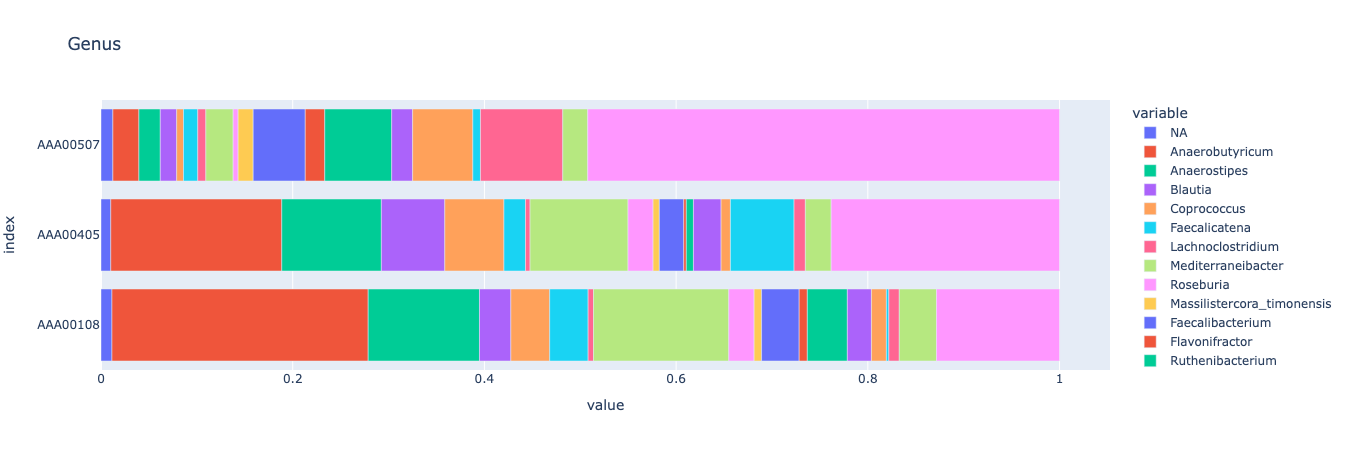 Genus
index
AAA00507
AAA00405
AAA00108
0 0.2 0.4 0.6 0.8 1
value
variable
NA
Anaerobutyricum
Anaerostipes
Blautia
Coprococcus
Faecalicatena
Lachnoclostridium
Mediterraneibacter
Roseburia
Massilistercora_timonensis
Faecalibacterium
Flavonifractor
Ruthenibacterium